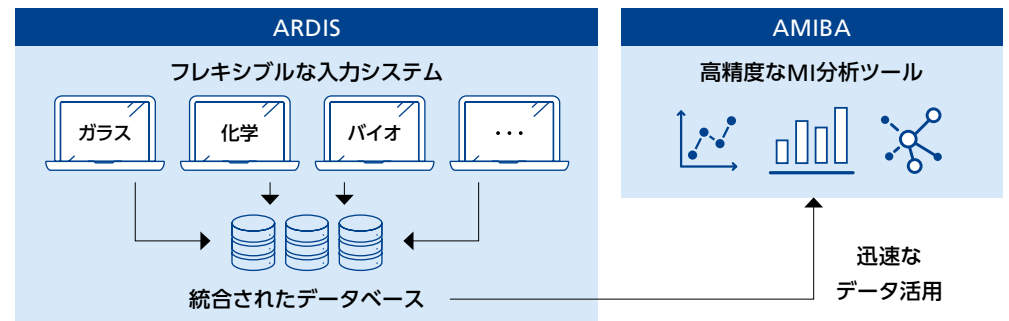 ARDIS
フレキシブルな入力システム
ガラス
化学
バイオ
・・・
統合されたデータベース
AMIBA
高精度なMI分析ツール
迅速な
データ活用